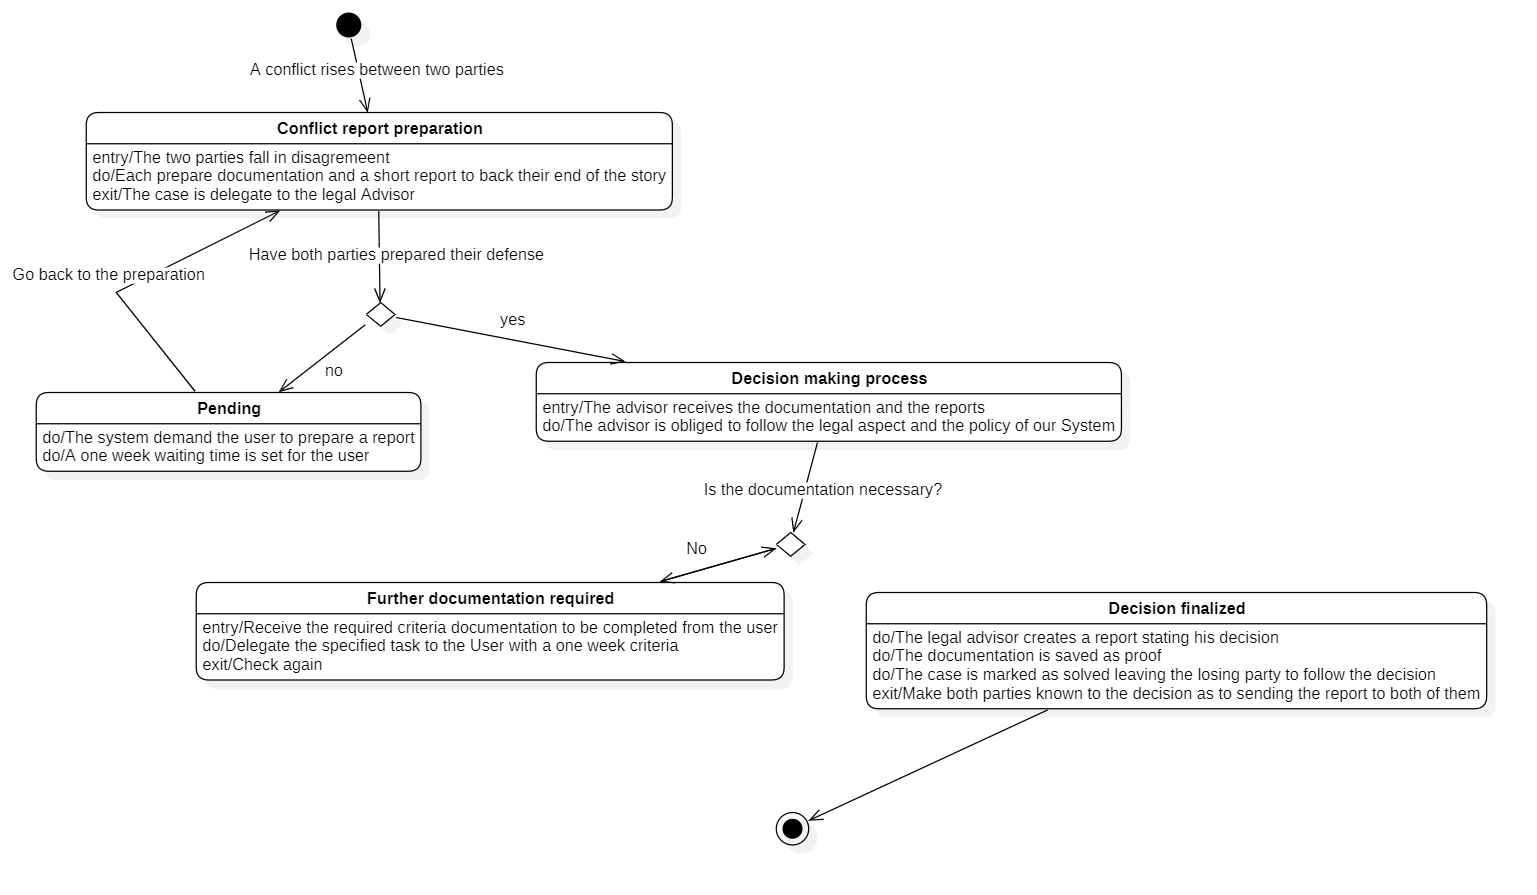 A conflict rises between two parties
Conflict report preparation
entry/The two parties fall in disagremeent
do/Each prepare documentation and a short report to back their end of the story
exit/The case is delegate to the legal Advisor
Have both parties prepared their defense
Go back to the preparation
yes
no
Decision making process
entry/The advisor receives the documentation and the reports
do/The advisor is obliged to follow the legal aspect and the policy of our System
Pending
do/The system demand the user to prepare a report
do/A one week waiting time is set for the user
Is the documentation necessary?
No
Further documentation required
entry/Receive the required criteria documentation to be completed from the user
do/Delegate the specified task to the User with a one week criteria
exit/Check again
Decision finalized
do/The legal advisor creates a report stating his decision
do/The documentation is saved as proof
do/The case is marked as solved leaving the losing party to follow the decision
exit/Make both parties known to the decision as to sending the report to both of them